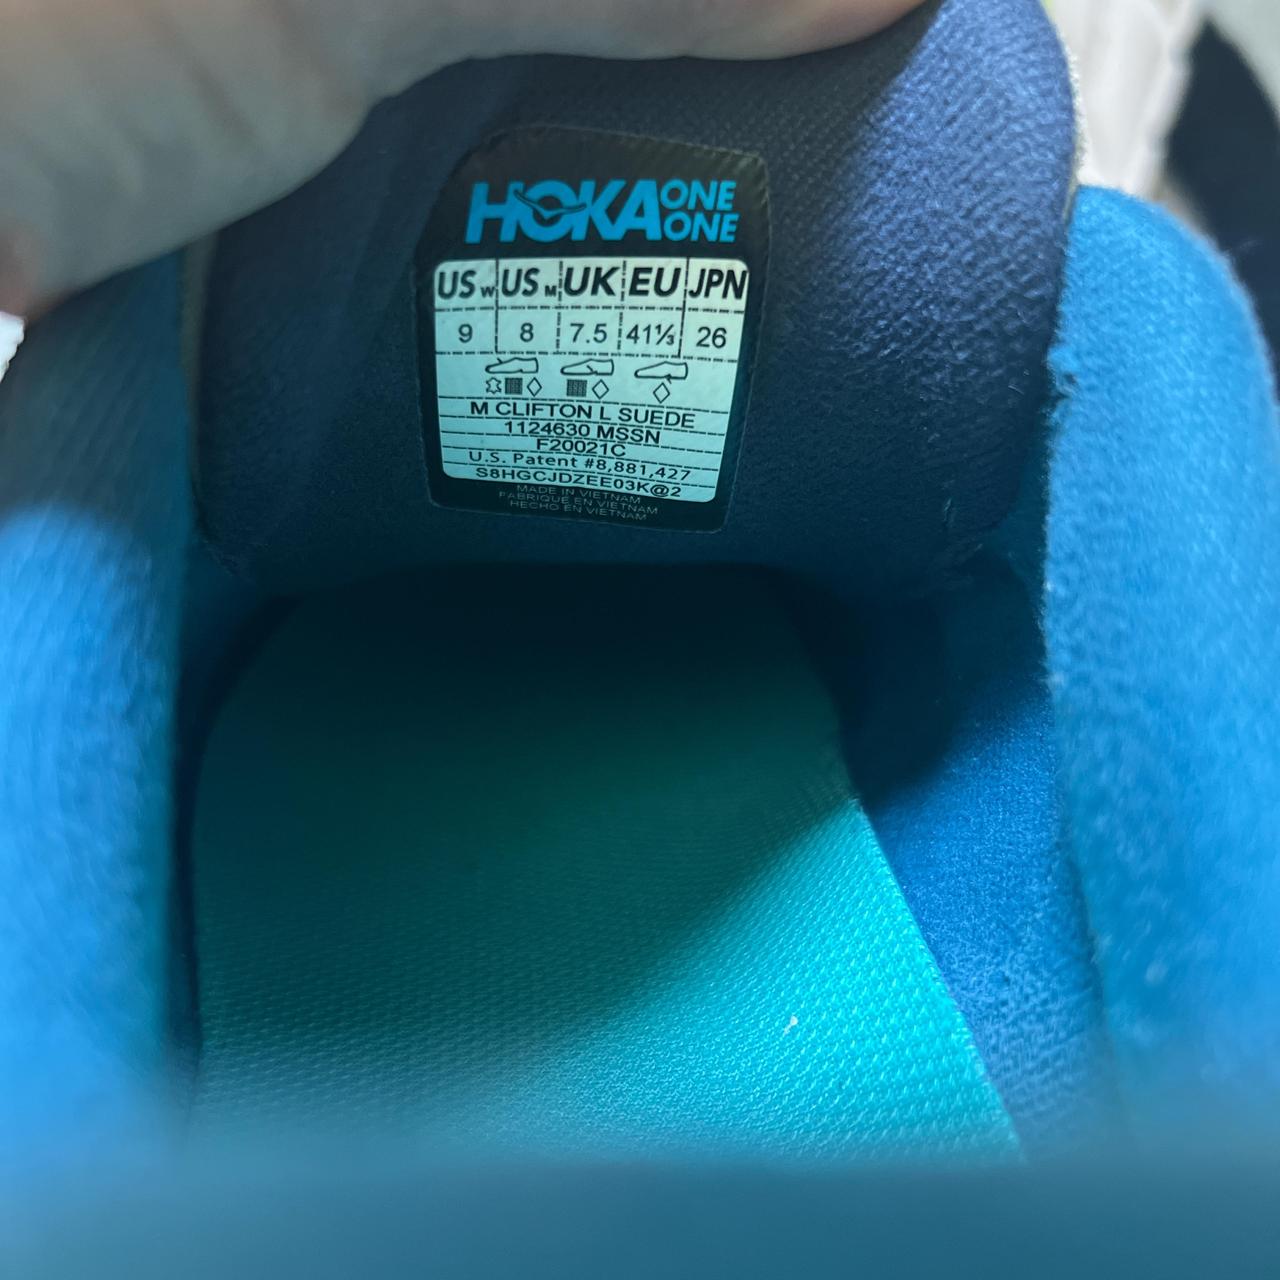 HOKA ONE ONE
US W US M UK EU JPN
9 8 7.5 41⅓ 26
M CLIFTON L SUEDE
1124630 MSSN
F20021C
U.S. Patent #8,881,427
S8HGCJDZEE03K@2
MADE IN VIETNAM
FABRIQUE EN VIETNAM
HECHO EN VIETNAM